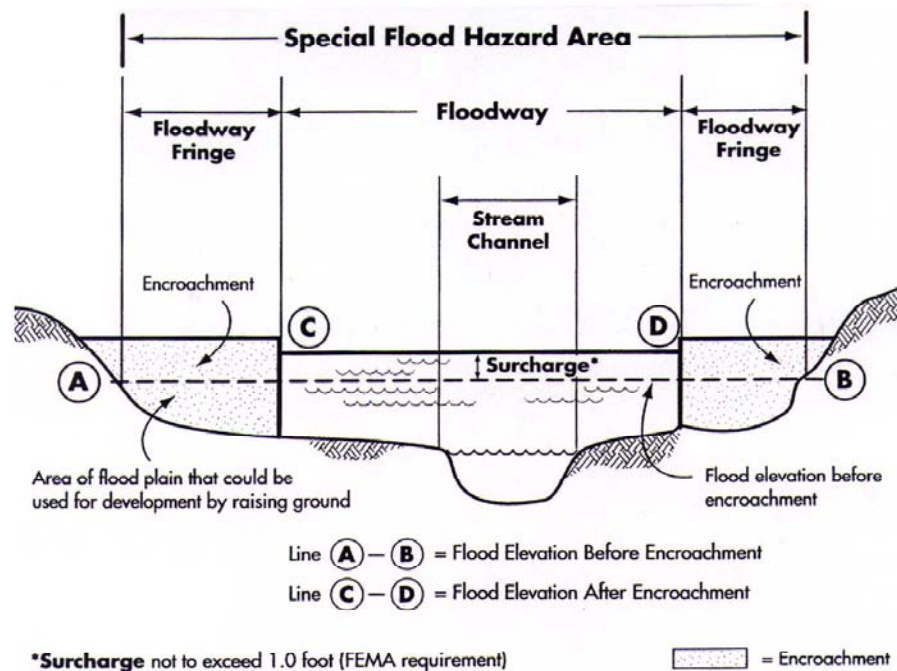 Special Flood Hazard Area
Floodway
Fringe
Floodway
Floodway
Fringe
Stream
Channel
Encroachment
Encroachment
C
D
Surcharge*
A
B
Area of flood plain that could be
used for development by raising ground
Flood elevation before
encroachment
Line A – B = Flood Elevation Before Encroachment
Line C – D = Flood Elevation After Encroachment
*Surcharge not to exceed 1.0 foot (FEMA requirement)
= Encroachment